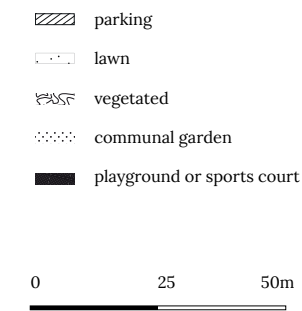 parking
lawn
vegetated
communal garden
playground or sports court
0 25 50m